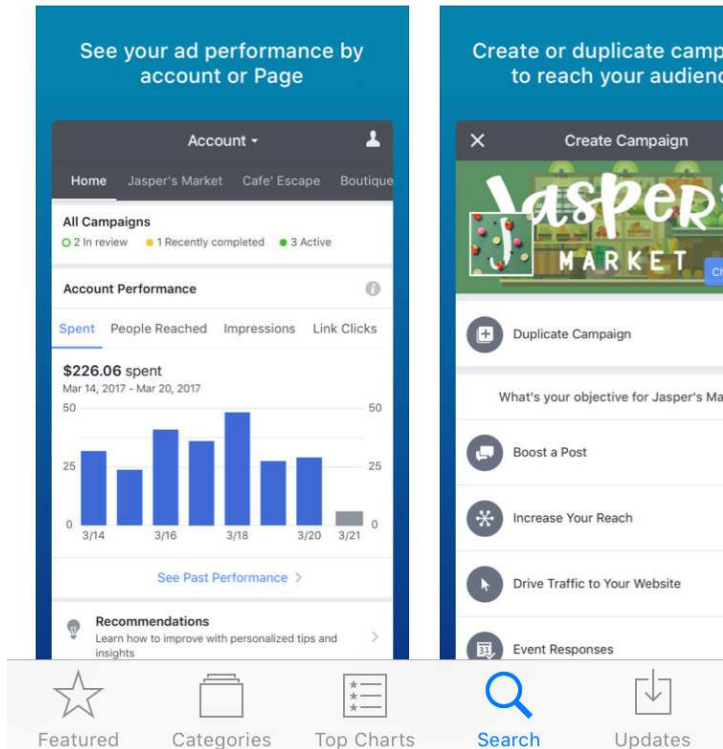 See your ad performance by
account or Page
Account
Home Jasper's Market Cafe' Escape Boutique
All Campaigns
2 In review 1 Recently completed 3 Active
Account Performance
Spent People Reached Impressions Link Clicks
$226.06 spent
Mar 14, 2017 - Mar 20, 2017
50 50
25 25
0 0
3/14 3/16 3/18 3/20 3/21
See Past Performance >
Recommendations
Learn how to improve with personalized tips and
insights
Create or duplicate camp
to reach your audienc
Create Campaign
Jasper's
MARKET
Ch
Duplicate Campaign
What's your objective for Jasper's Ma
Boost a Post
Increase Your Reach
Drive Traffic to Your Website
31
Event Responses
Featured Categories Top Charts Search Updates